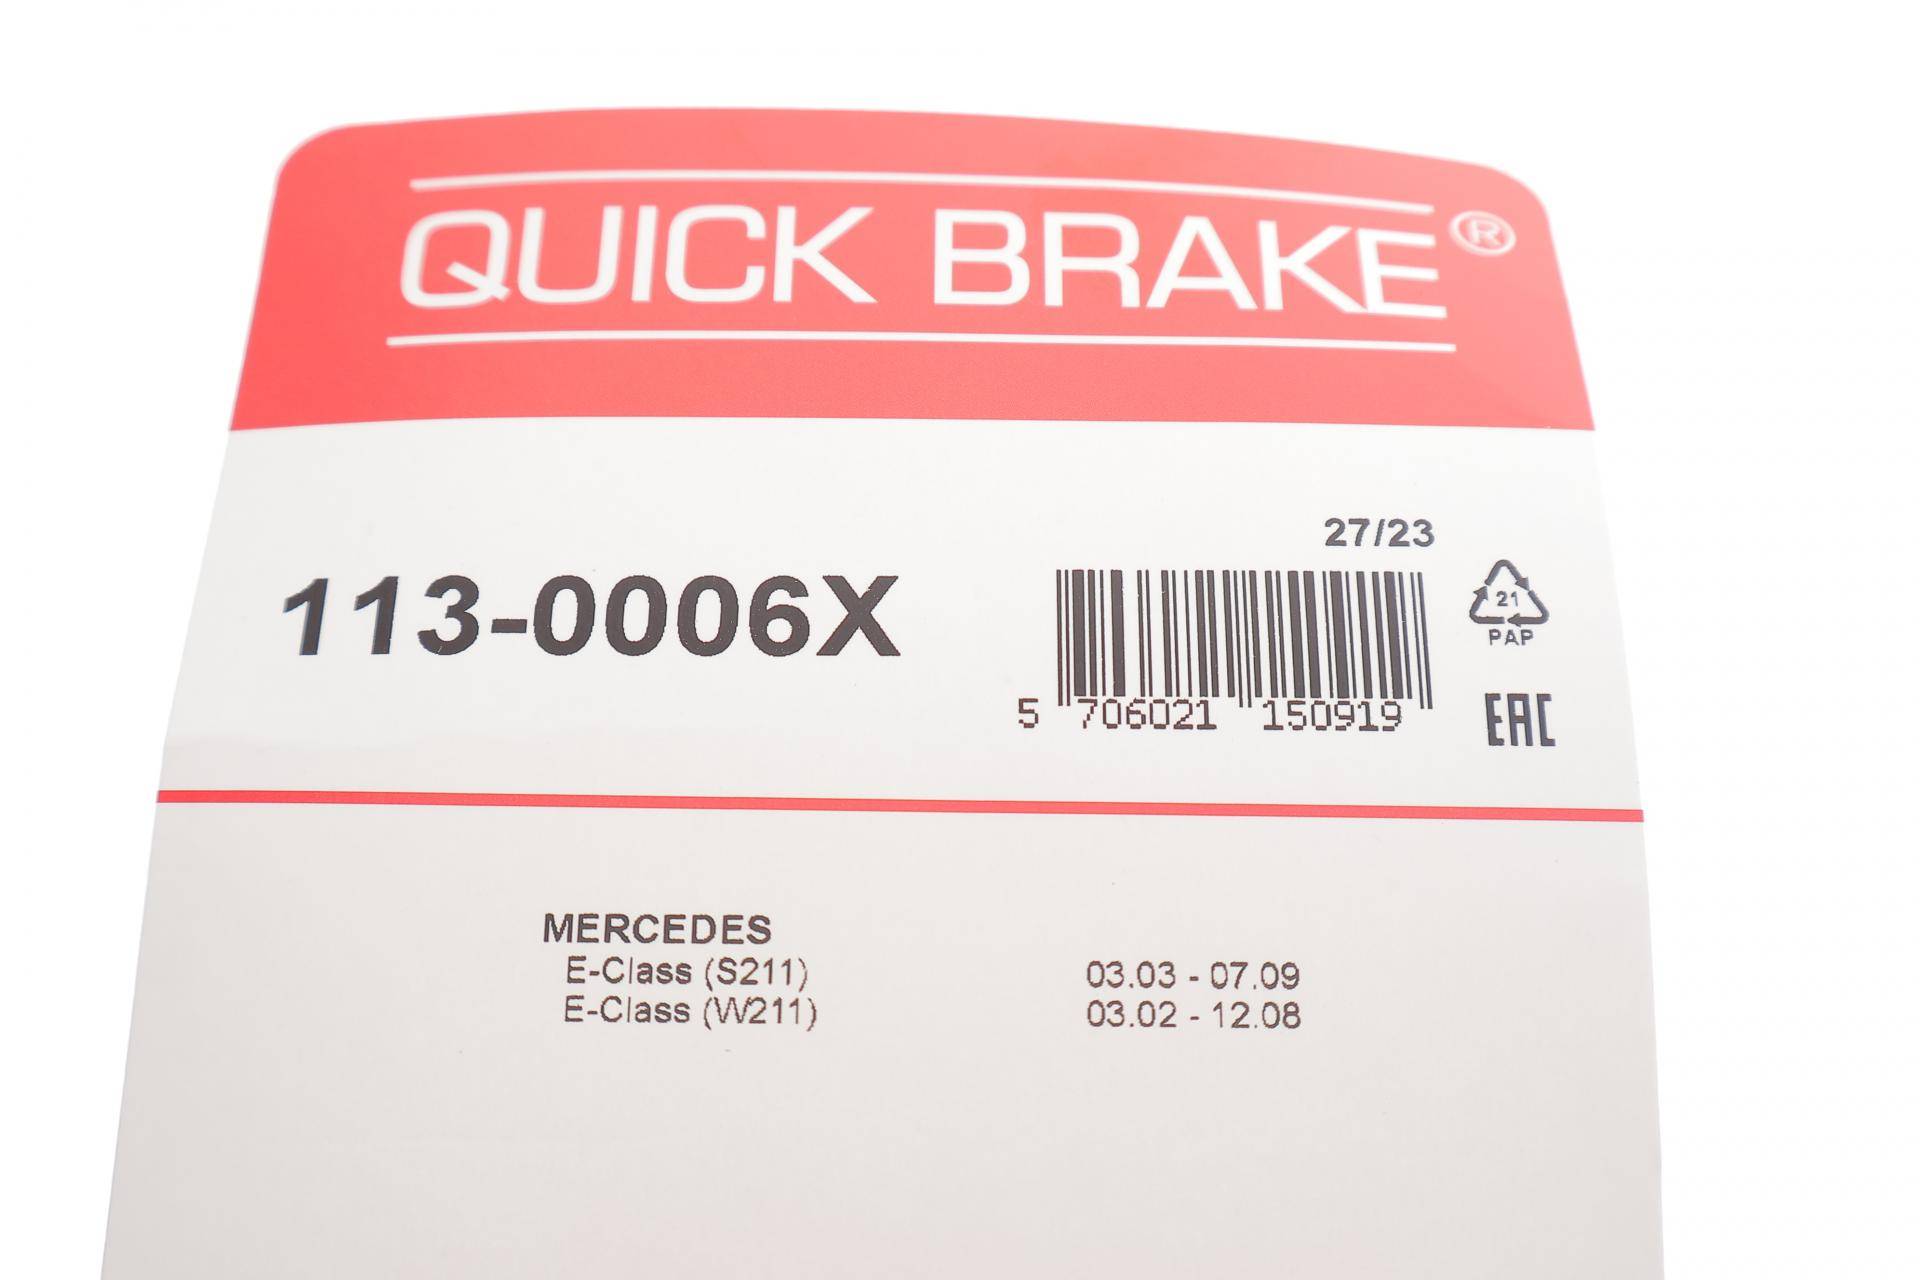 QUICK BRAKE®
27/23
113-0006X
21
PAP
5 706021 150919
EAC
MERCEDES
E-Class (S211) 03.03 - 07.09
E-Class (W211) 03.02 - 12.08